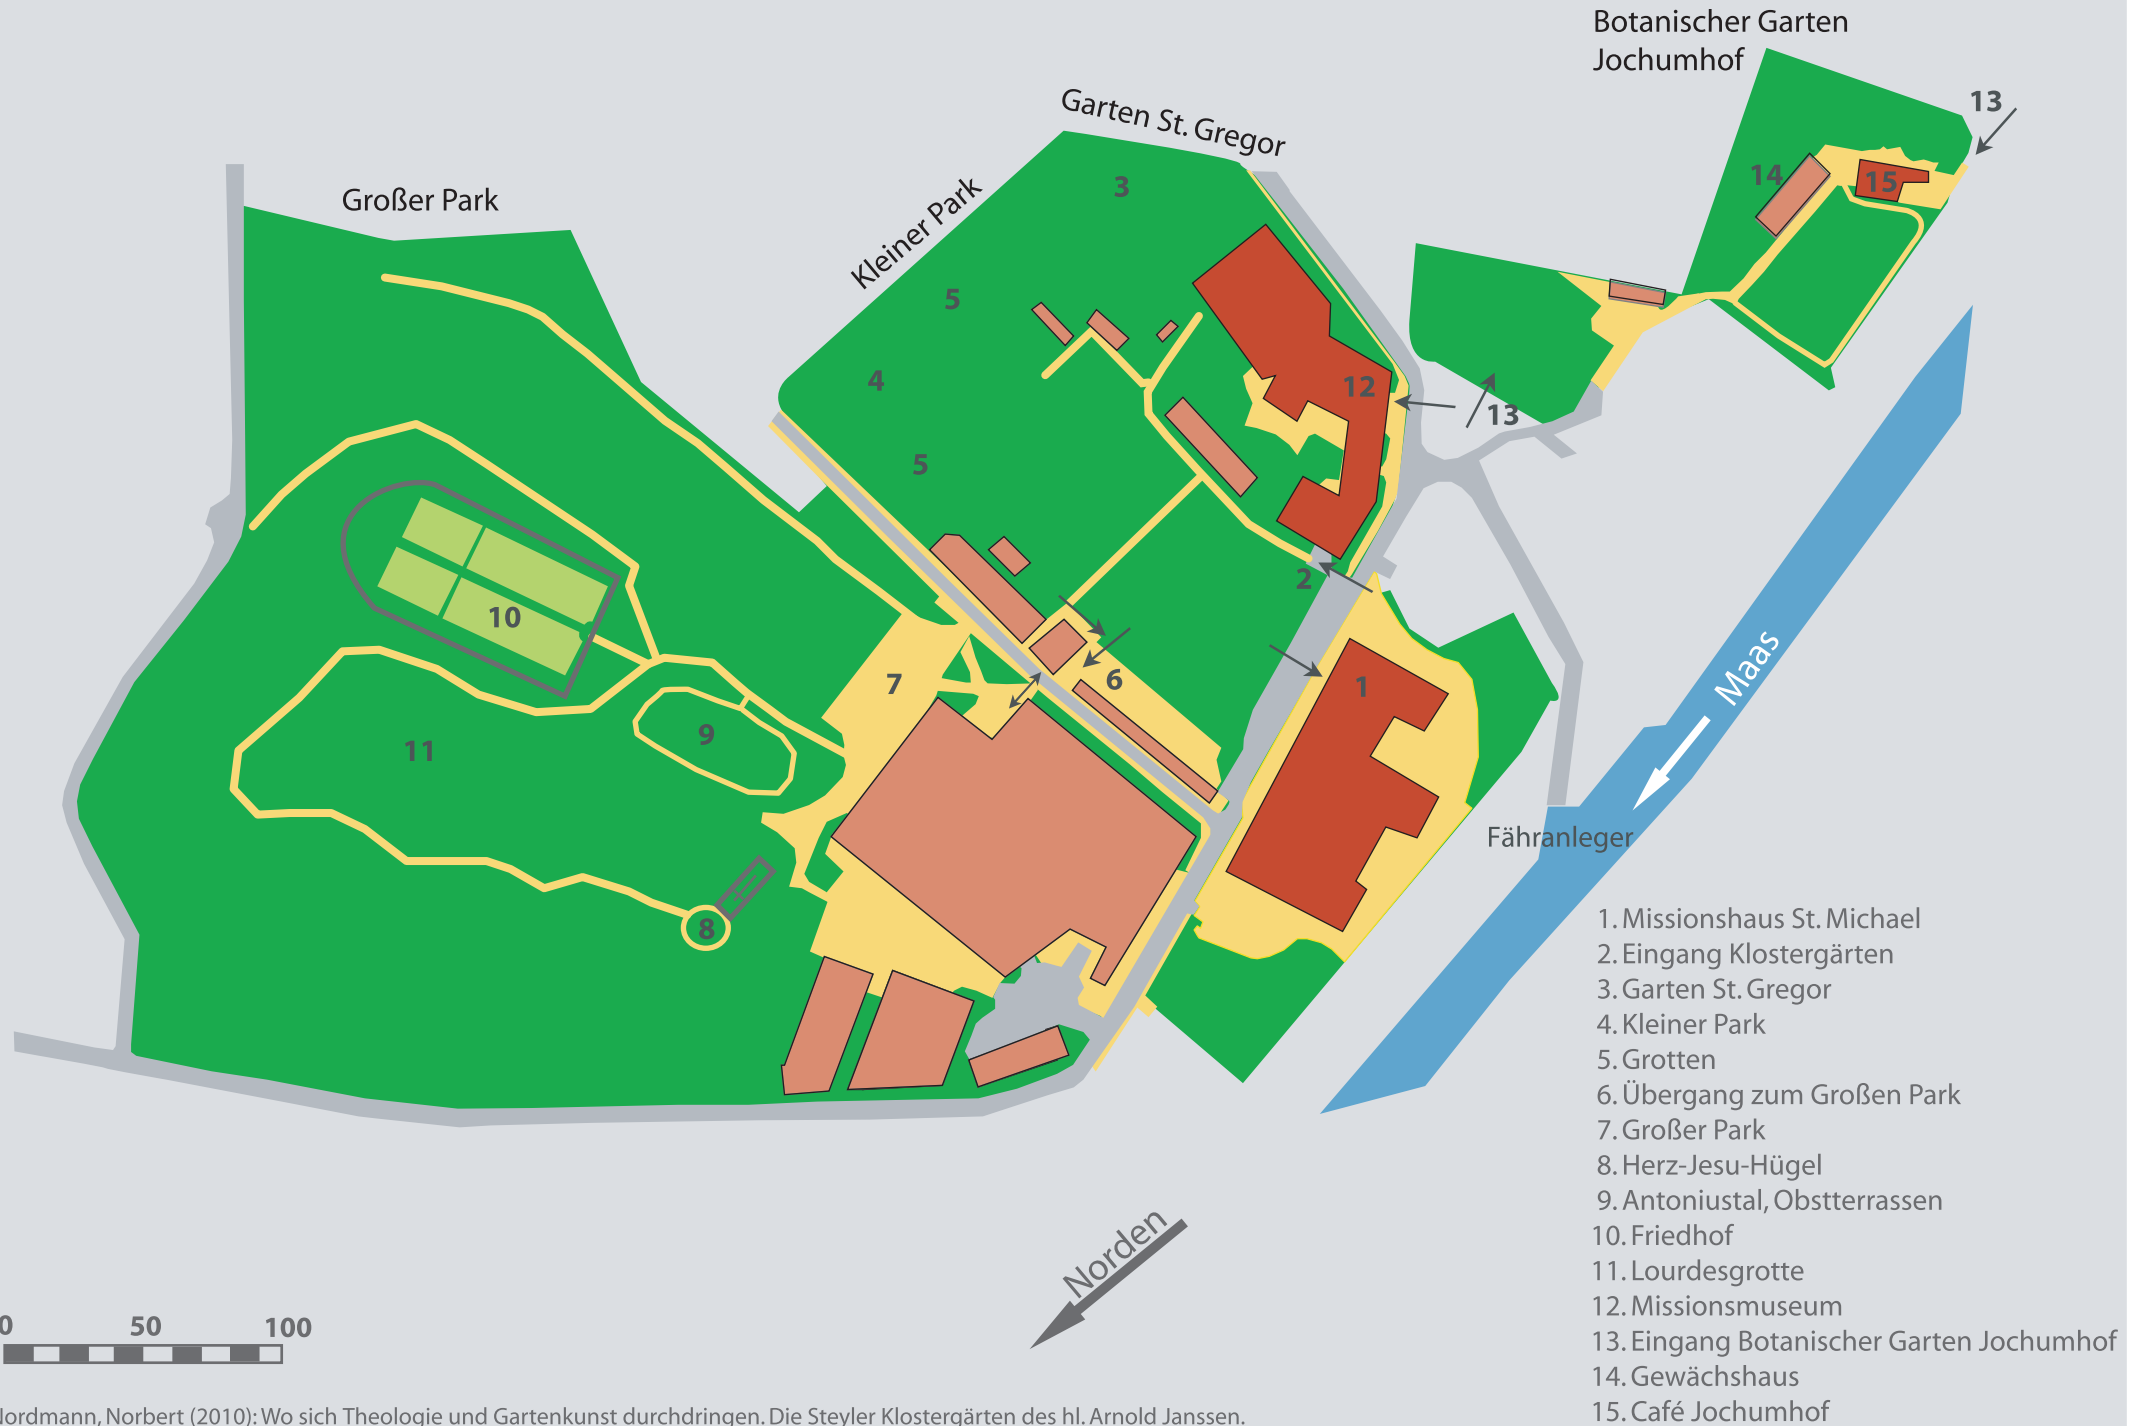 Botanischer Garten
Jochumhof
Garten St. Gregor
Kleiner Park
Großer Park
13
3
14
15
5
4
12
13
5
2
10
7
6
1
9
11
8
Maas
Fähranleger
1. Missionshaus St. Michael
2. Eingang Klostergärten
3. Garten St. Gregor
4. Kleiner Park
5. Grotten
6. Übergang zum Großen Park
7. Großer Park
8. Herz-Jesu-Hügel
9. Antoniustal, Obstterrassen
10. Friedhof
11. Lourdesgrotte
12. Missionsmuseum
13. Eingang Botanischer Garten Jochumhof
14. Gewächshaus
15. Café Jochumhof
Norden
0 50 100
Nordmann, Norbert (2010): Wo sich Theologie und Gartenkunst durchdringen. Die Steyler Klostergärten des hl. Arnold Janssen.